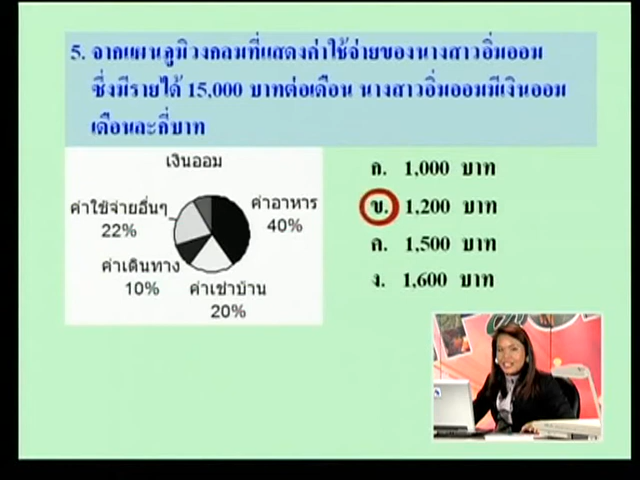 5. จากแผนภูมิวงกลมที่แสดงค่าใช้จ่ายของนางสาวอิ่มออม
ซึ่งมีรายได้ 15,000 บาทต่อเดือน นางสาวอิ่มออมมีเงินออม
เดือนละกี่บาท
เงินออม
ค่าอาหาร
40%
ค่าใช้จ่ายอื่นๆ
22%
ค่าเดินทาง
10%
ค่าเช่าบ้าน
20%
ก. 1,000 บาท
ข. 1,200 บาท
ค. 1,500 บาท
ง. 1,600 บาท